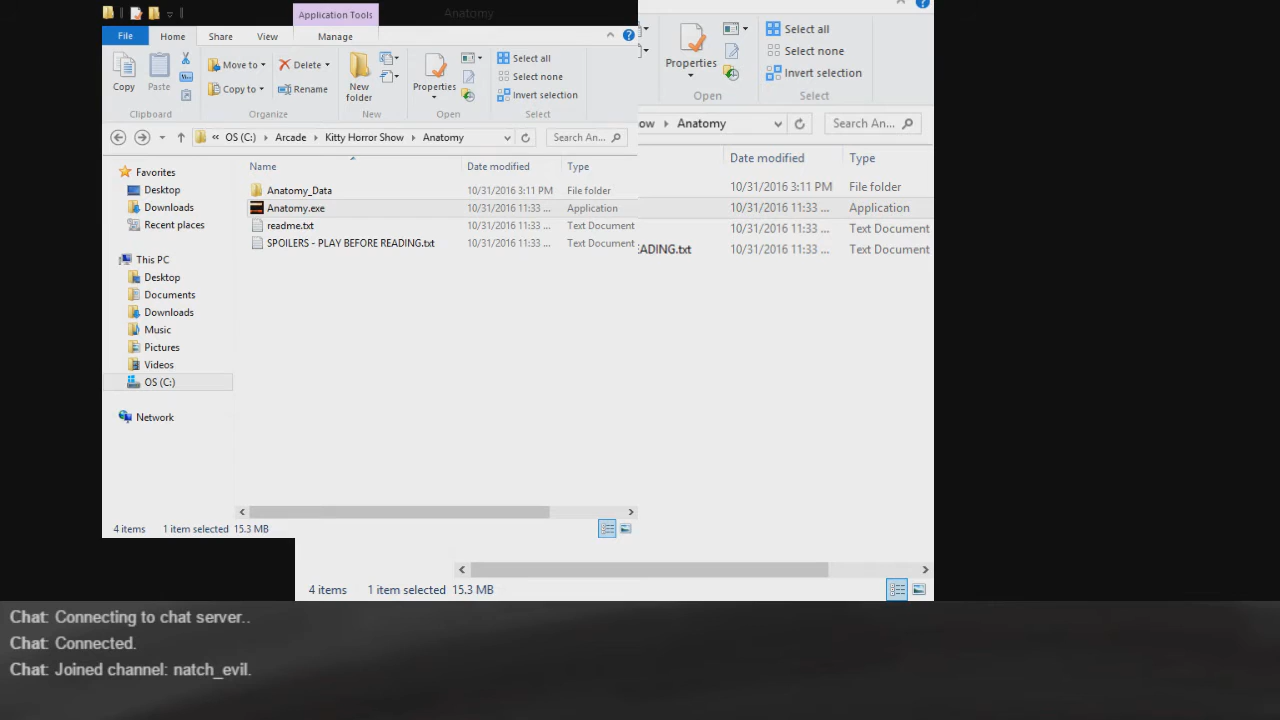 Application Tools
Anatomy
File
Home
Share
View
Manage
Copy
Paste
Move to
Copy to
Delete
Rename
New
folder
Properties
Select all
Select none
Invert selection
Clipboard
Organize
New
Open
Select
« OS (C:) Arcade Kitty Horror Show Anatomy
Search An...
Name
Date modified
Type
Anatomy_Data 10/31/2016 3:11 PM File folder
Anatomy.exe 10/31/2016 11:33 ... Application
readme.txt 10/31/2016 11:33 ... Text Document
SPOILERS - PLAY BEFORE READING.txt 10/31/2016 11:33 ... Text Document
Favorites
Desktop
Downloads
Recent places
This PC
Desktop
Documents
Downloads
Music
Pictures
Videos
OS (C:)
Network
4 items 1 item selected 15.3 MB
Properties
Select all
Select none
Invert selection
Open
Select
ow Anatomy
Search An...
Date modified
Type
10/31/2016 3:11 PM File folder
10/31/2016 11:33 ... Application
10/31/2016 11:33 ... Text Document
EADING.txt 10/31/2016 11:33 ... Text Document
4 items 1 item selected 15.3 MB
Chat: Connecting to chat server..
Chat: Connected.
Chat: Joined channel: natch_evil.